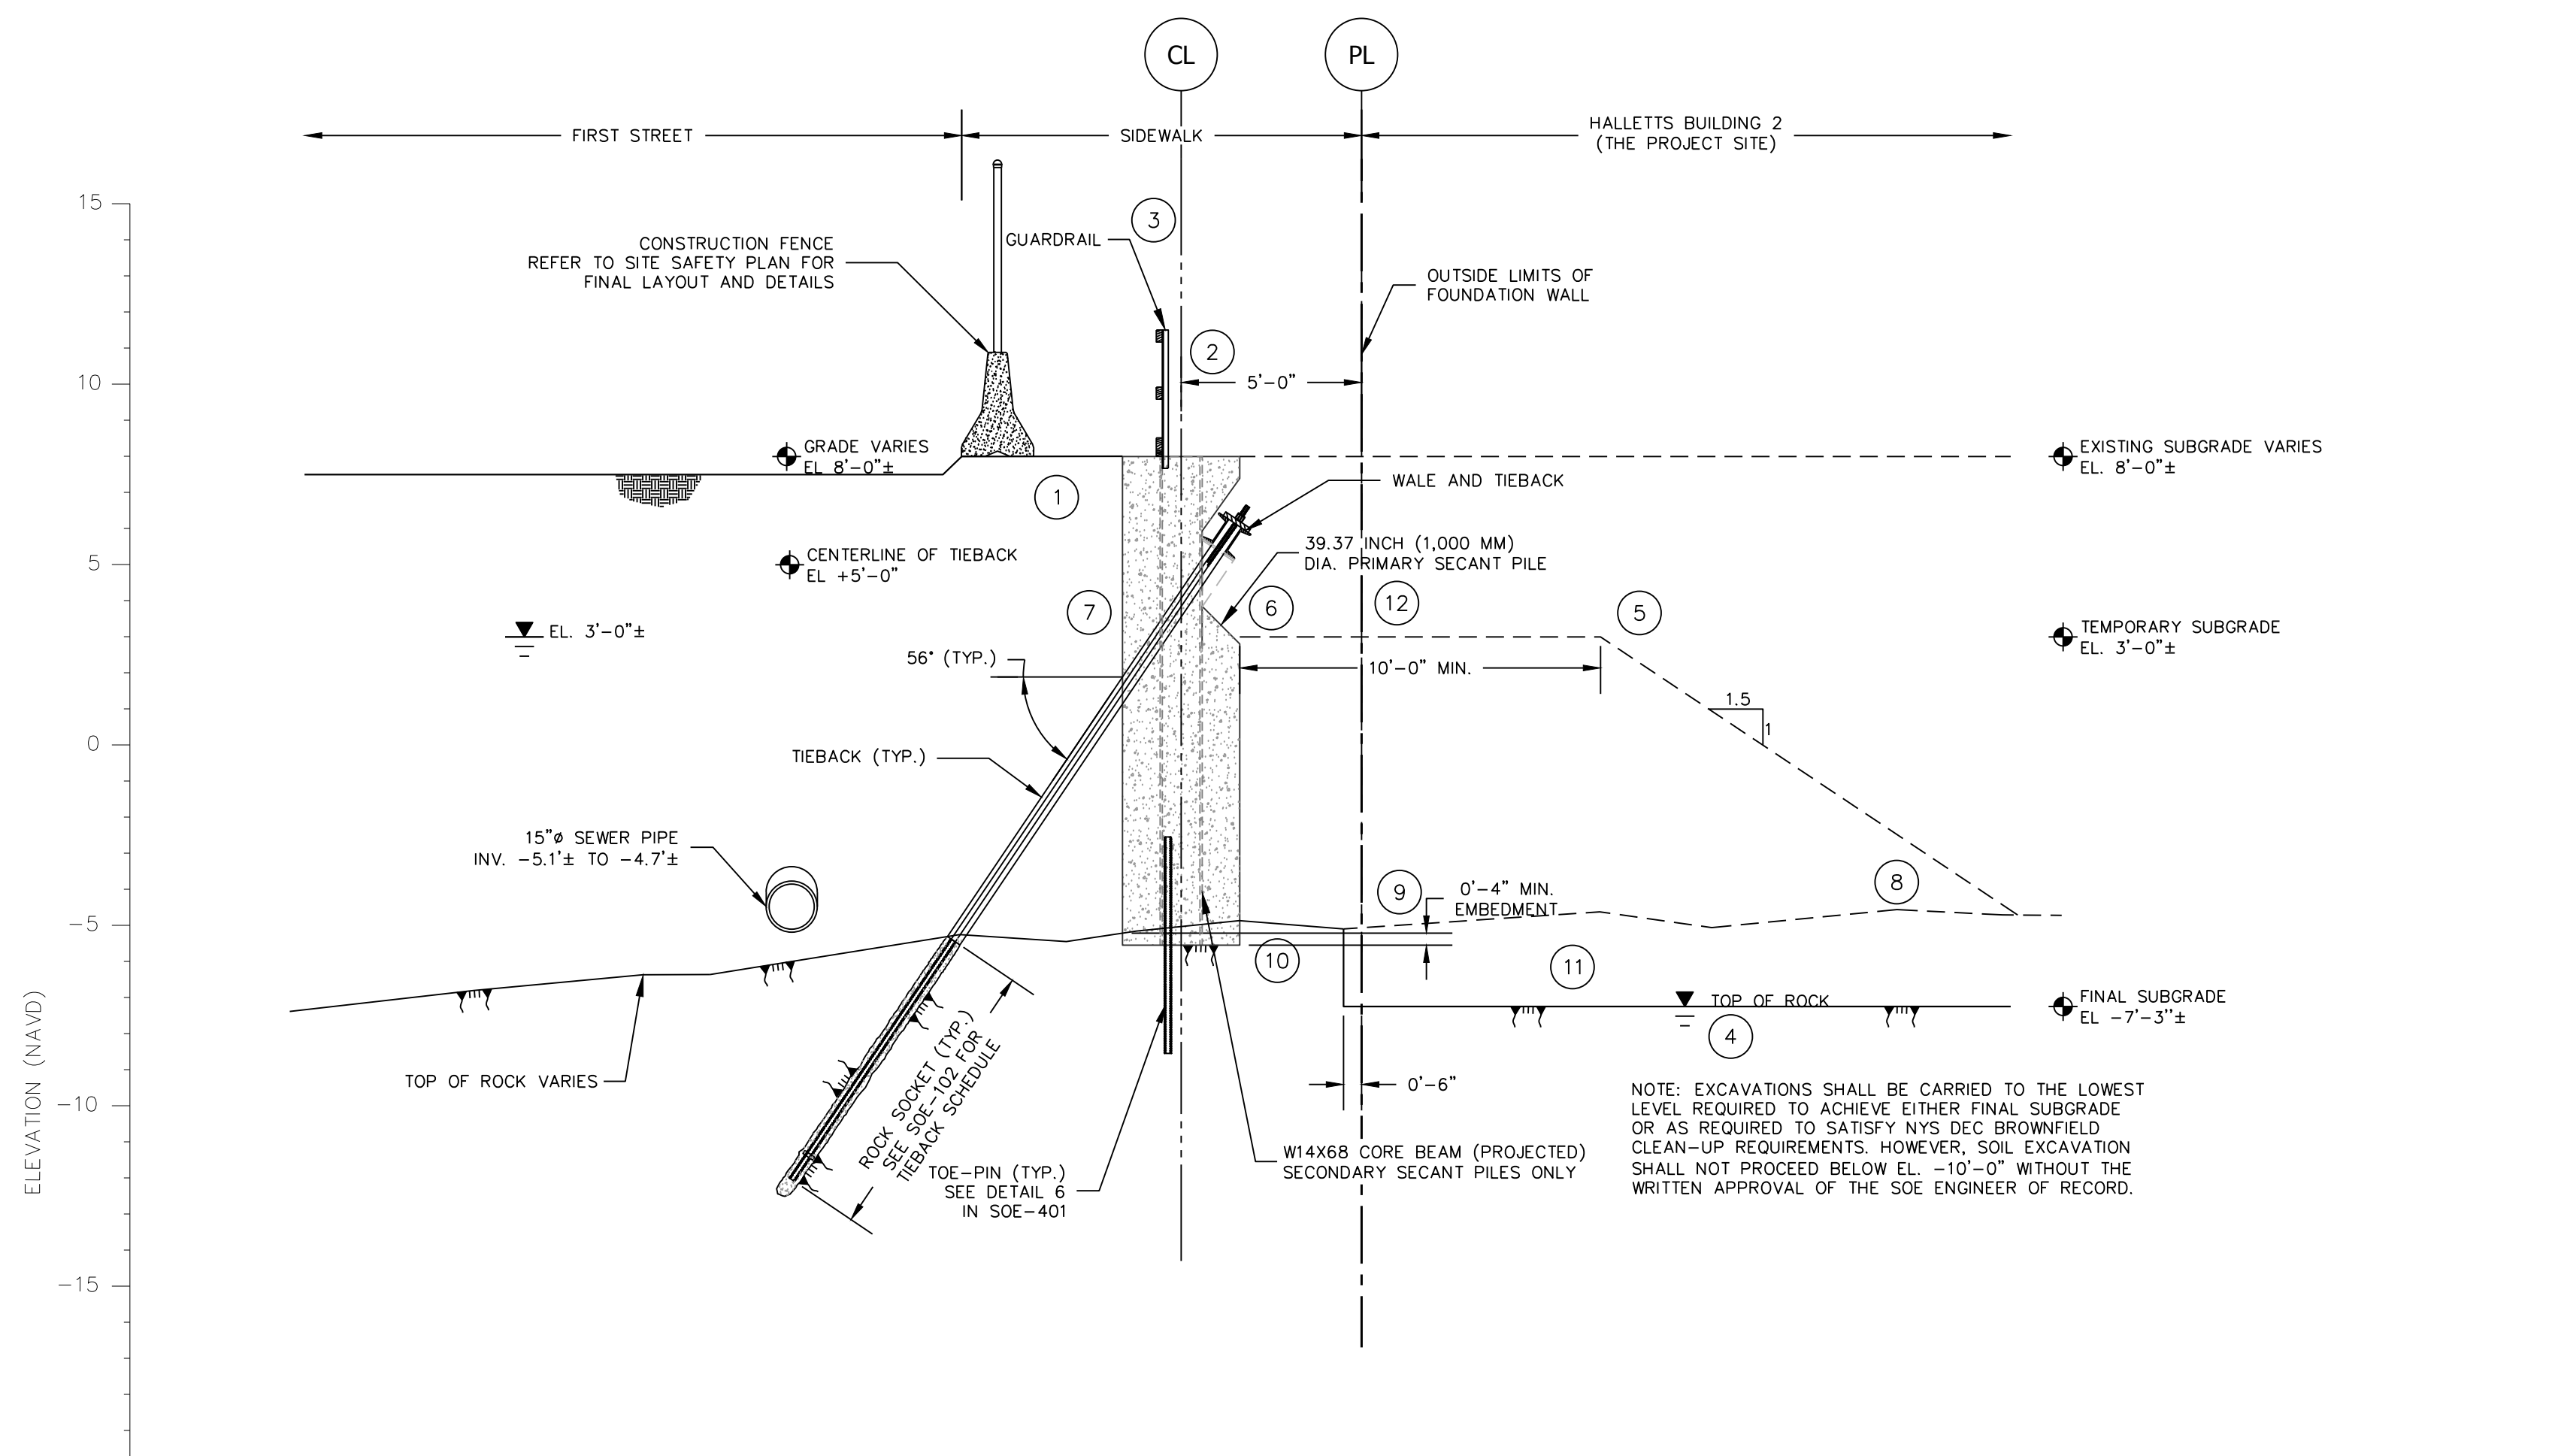 CL
PL
FIRST STREET
SIDEWALK
HALLETTS BUILDING 2
(THE PROJECT SITE)
15
3
GUARDRAIL
CONSTRUCTION FENCE
REFER TO SITE SAFETY PLAN FOR
FINAL LAYOUT AND DETAILS
OUTSIDE LIMITS OF
FOUNDATION WALL
2
10
5'-0"
GRADE VARIES
EL 8'-0"±
EXISTING SUBGRADE VARIES
EL. 8'-0"±
WALE AND TIEBACK
1
5
CENTERLINE OF TIEBACK
EL +5'-0"
39.37 INCH (1,000 MM)
DIA. PRIMARY SECANT PILE
7
6
12
5
EL. 3'-0"±
TEMPORARY SUBGRADE
EL. 3'-0"±
56° (TYP.)
10'-0" MIN.
1.5
1
0
TIEBACK (TYP.)
15"ø SEWER PIPE
INV. -5.1'± TO -4.7'±
9
0'-4" MIN.
EMBEDMENT
8
-5
10
11
TOP OF ROCK
4
FINAL SUBGRADE
EL -7'-3"±
ELEVATION (NAVD)
TOP OF ROCK VARIES
ROCK SOCKET (TYP.)
SEE SOE-102 FOR
TIEBACK SCHEDULE
0'-6"
-10
NOTE: EXCAVATIONS SHALL BE CARRIED TO THE LOWEST
LEVEL REQUIRED TO ACHIEVE EITHER FINAL SUBGRADE
OR AS REQUIRED TO SATISFY NYS DEC BROWNFIELD
CLEAN-UP REQUIREMENTS. HOWEVER, SOIL EXCAVATION
SHALL NOT PROCEED BELOW EL. -10'-0" WITHOUT THE
WRITTEN APPROVAL OF THE SOE ENGINEER OF RECORD.
TOE-PIN (TYP.)
SEE DETAIL 6
IN SOE-401
W14X68 CORE BEAM (PROJECTED)
SECONDARY SECANT PILES ONLY
-15